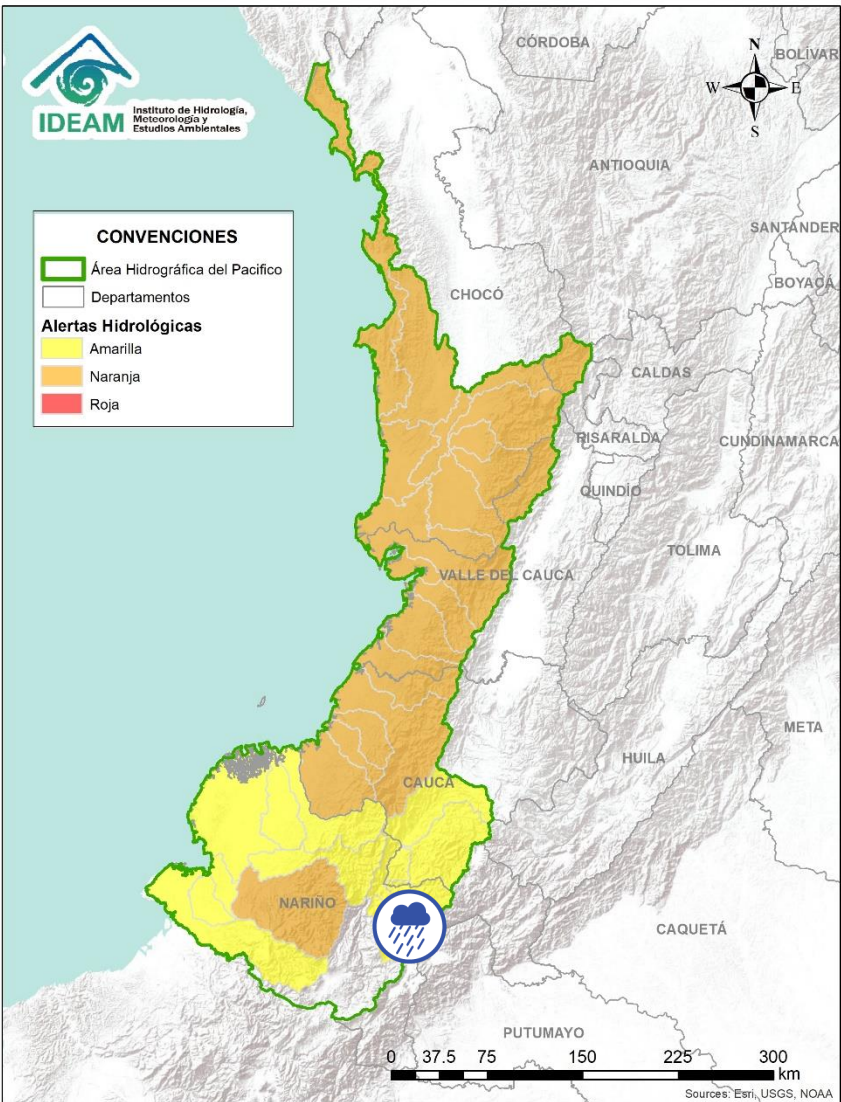 IDEAM
Instituto de Hidrología,
Meteorología y
Estudios Ambientales
N
W
E
S
CÓRDOBA
BOLÍVAR
ANTIOQUIA
SANTANDER
BOYACÁ
CHOCÓ
CALDAS
RISARALDA
CUNDINAMARCA
QUINDÍO
TOLIMA
VALLE DEL CAUCA
META
HUILA
CAUCA
NARIÑO
CAQUETÁ
PUTUMAYO
CONVENCIONES
Área Hidrográfica del Pacifico
Departamentos
Alertas Hidrológicas
Amarilla
Naranja
Roja
0 37.5 75 150 225 300
km
Sources: Esri, USGS, NOAA